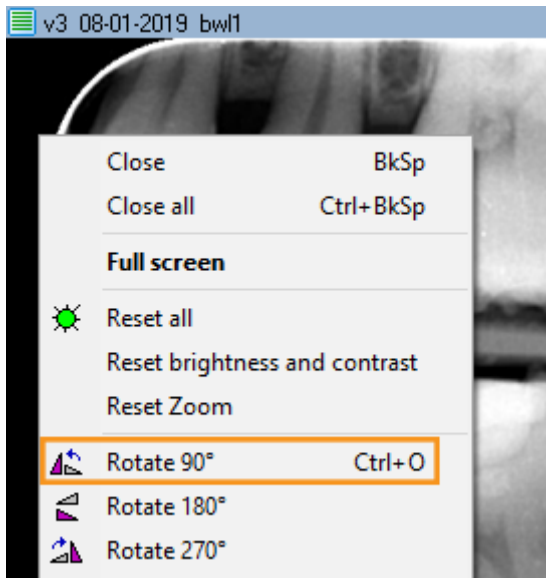 v3 08-01-2019 bwl1
Close BkSp
Close all Ctrl+BkSp
Full screen
Reset all
Reset brightness and contrast
Reset Zoom
Rotate 90° Ctrl+O
Rotate 180°
Rotate 270°